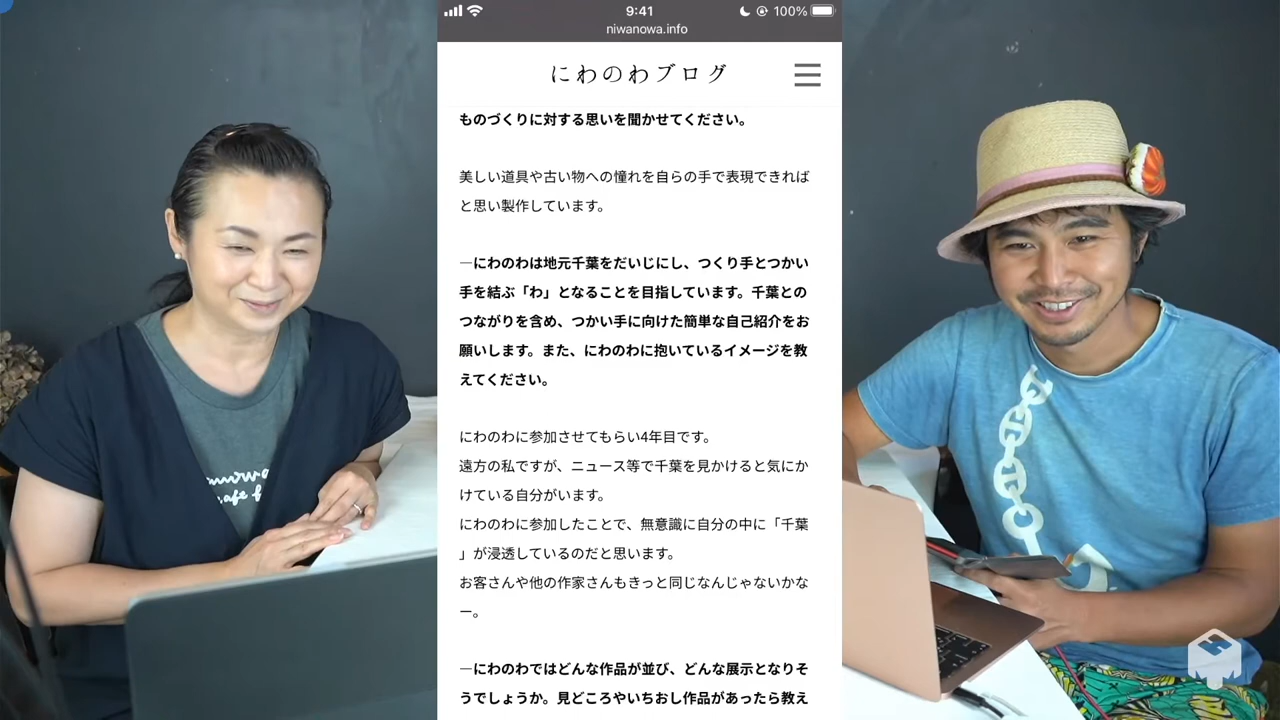 9:41
100%
niwanowa.info
にわのわブログ
ものづくりに対する思いを聞かせてください。
美しい道具や古い物への憧れを自らの手で表現できれば
と思い製作しています。
―にわのわは地元千葉をだいじにし、つくり手とつかい
手を結ぶ「わ」となることを目指しています。千葉との
つながりを含め、つかい手に向けた簡単な自己紹介をお
願いします。また、にわのわに抱いているイメージを教
えてください。
にわのわに参加させてもらい4年目です。
遠方の私ですが、ニュース等で千葉を見かけると気にか
けている自分がいます。
にわのわに参加したことで、無意識に自分の中に「千葉
」が浸透しているのだと思います。
お客さんや他の作家さんもきっと同じなんじゃないかな
ー。
―にわのわではどんな作品が並び、どんな展示となりそ
うでしょうか。見どころやいちおし作品があったら教え